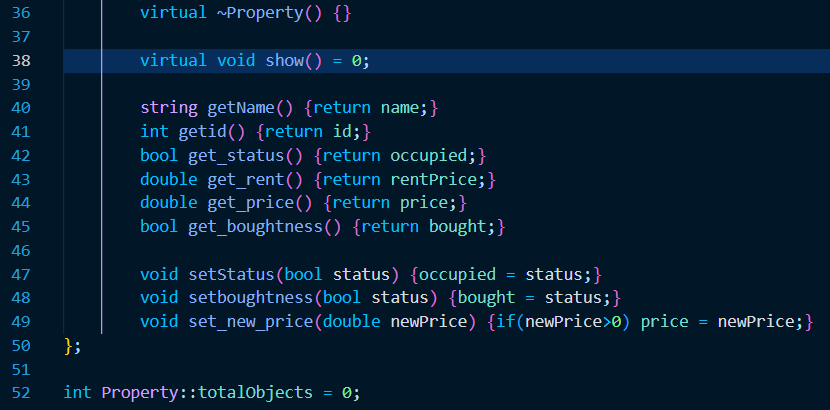 36 virtual ~Property() {}
37
38 virtual void show() = 0;
39
40 string getName() {return name;}
41 int getid() {return id;}
42 bool get_status() {return occupied;}
43 double get_rent() {return rentPrice;}
44 double get_price() {return price;}
45 bool get_boughtness() {return bought;}
46
47 void setStatus(bool status) {occupied = status;}
48 void setboughtness(bool status) {bought = status;}
49 void set_new_price(double newPrice) {if(newPrice>0) price = newPrice;}
50 };
51
52 int Property::totalObjects = 0;